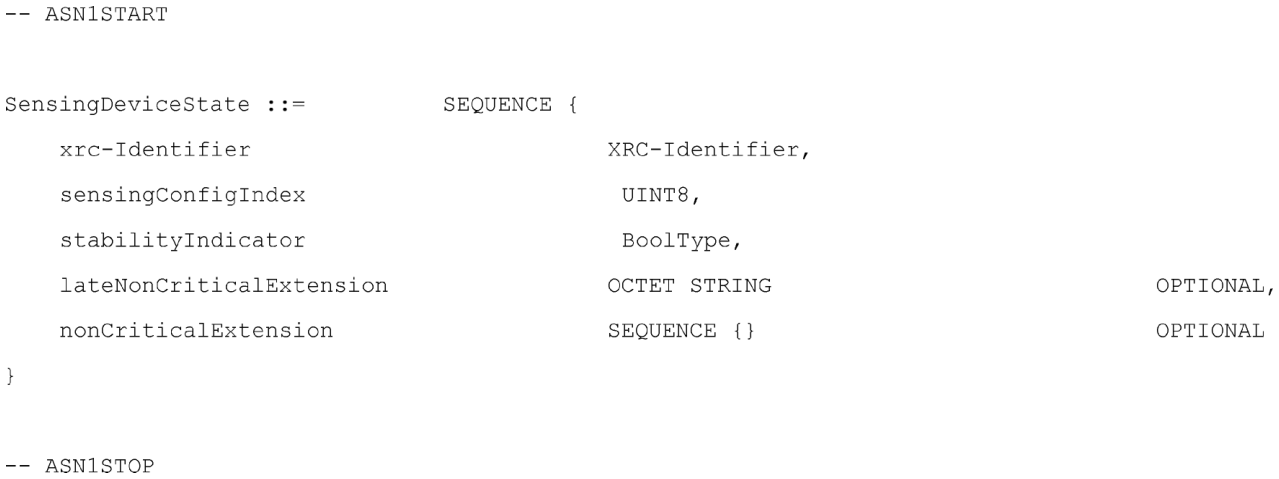 -- ASN1START
SensingDeviceState ::= SEQUENCE {
xrc-Identifier XRC-Identifier,
sensingConfigIndex UINT8,
stabilityIndicator BoolType,
lateNonCriticalExtension OCTET STRING OPTIONAL,
nonCriticalExtension SEQUENCE {} OPTIONAL
}
-- ASN1STOP